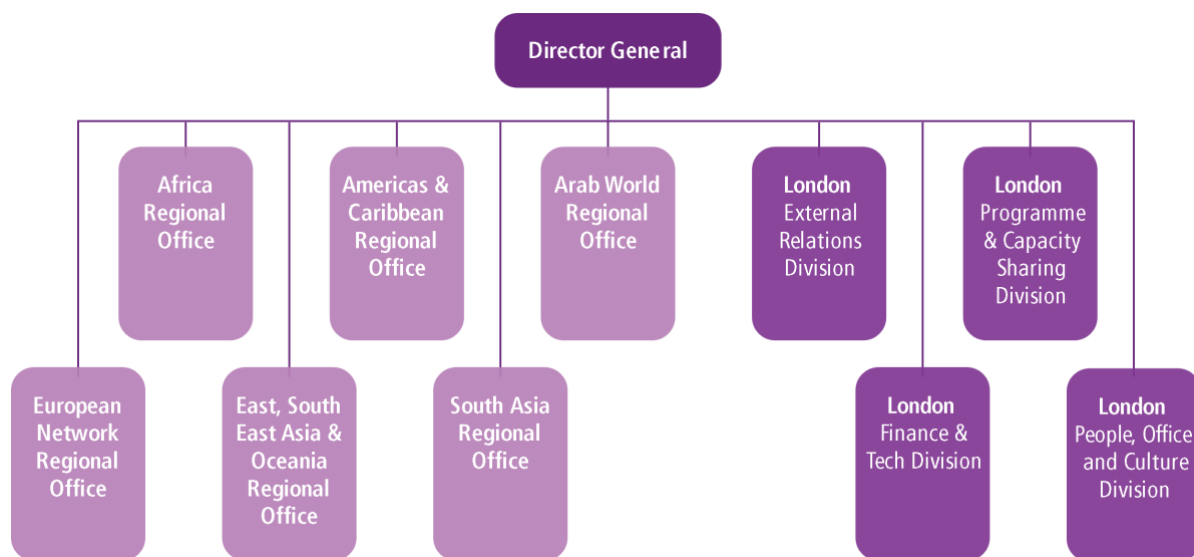 Director General
Africa
Regional
Office
Americas &
Caribbean
Regional
Office
Arab World
Regional
Office
London
External
Relations
Division
London
Programme
& Capacity
Sharing
Division
European
Network
Regional
Office
East, South
East Asia &
Oceania
Regional
Office
South Asia
Regional
Office
London
Finance &
Tech Division
London
People, Office
and Culture
Division